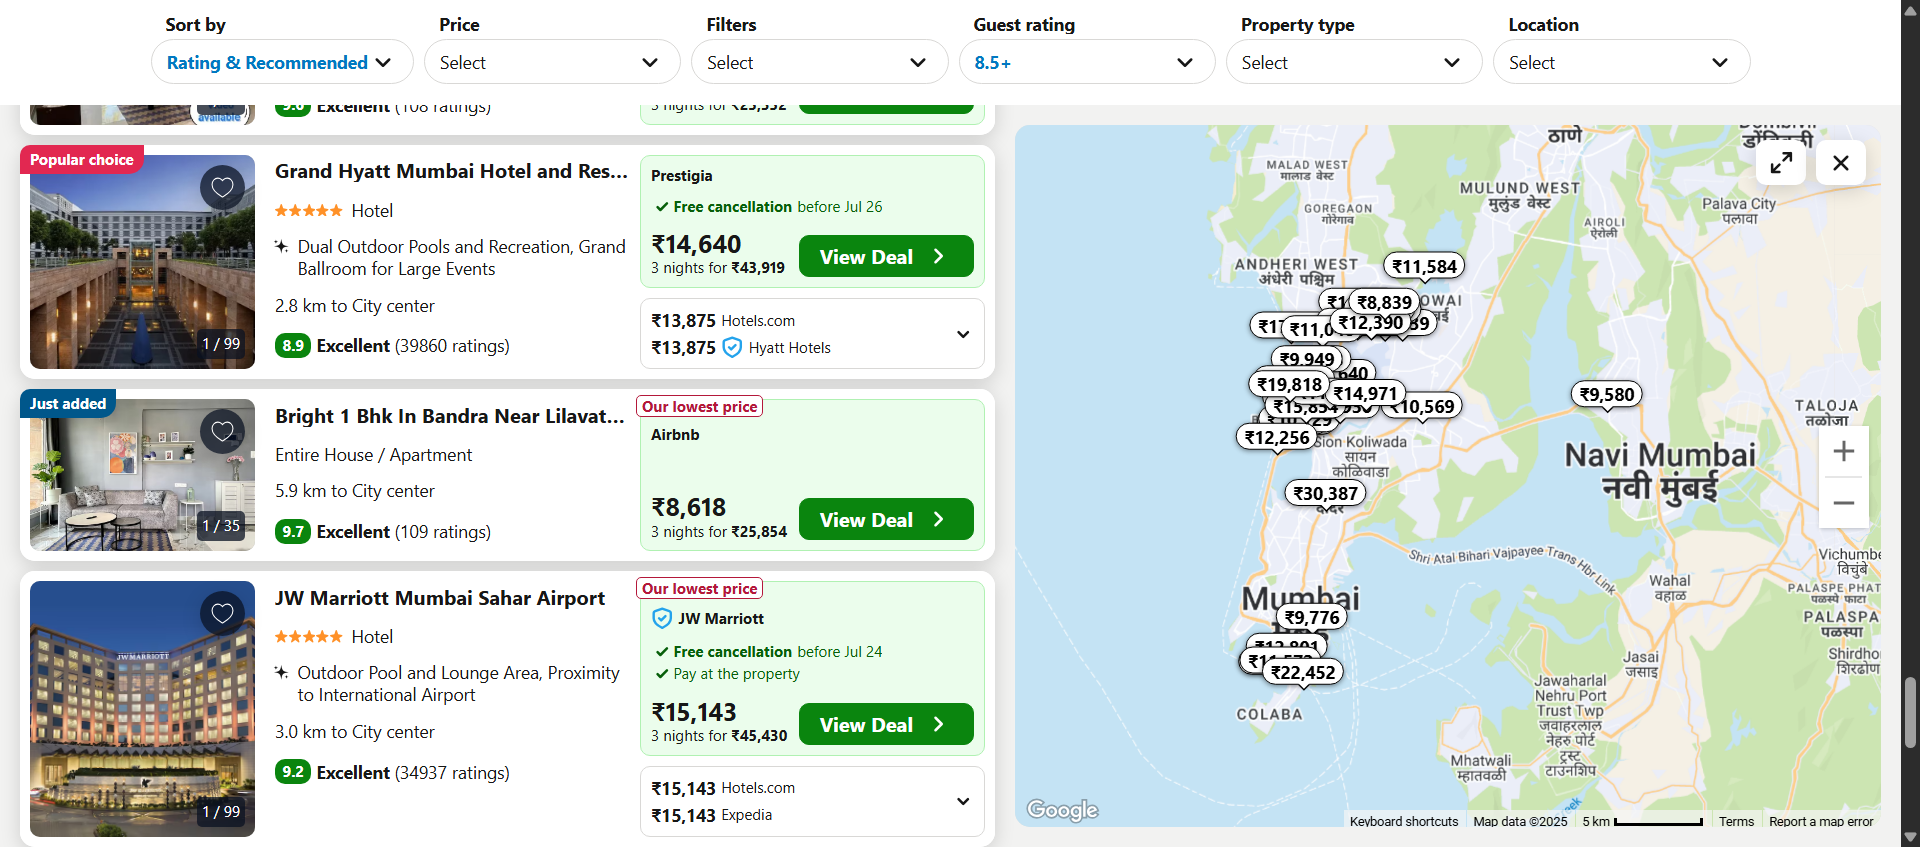 Sort by
Rating & Recommended
Price
Select
Filters
Select
Guest rating
8.5+
Property type
Select
Location
Select
available
Excellent (108 ratings)
Popular choice
Grand Hyatt Mumbai Hotel and Res...
Hotel
Dual Outdoor Pools and Recreation, Grand
Ballroom for Large Events
2.8 km to City center
8.9 Excellent (39860 ratings)
1 / 99
Prestigia
Free cancellation before Jul 26
₹14,640
3 nights for ₹43,919
View Deal
₹13,875 Hotels.com
₹13,875 Hyatt Hotels
Just added
Bright 1 Bhk In Bandra Near Lilavat...
Entire House / Apartment
5.9 km to City center
9.7 Excellent (109 ratings)
1 / 35
Our lowest price
Airbnb
₹8,618
3 nights for ₹25,854
View Deal
JW MARRIOTT
JW Marriott Mumbai Sahar Airport
Hotel
Outdoor Pool and Lounge Area, Proximity
to International Airport
3.0 km to City center
9.2 Excellent (34937 ratings)
1 / 99
Our lowest price
JW Marriott
Free cancellation before Jul 24
Pay at the property
₹15,143
3 nights for ₹45,430
View Deal
₹15,143 Hotels.com
₹15,143 Expedia
ठाणे
MALAD WEST
मालाड वेस्ट
MULUND WEST
मुलुंड वेस्ट
Palava City
पलावा
GOREGAON
गोरेगाव
AIROLI
ऐरोली
ANDHERI WEST
अंधेरी पश्चिम
₹11,584
₹8,839
₹12,390
₹9,949
₹19,818
₹14,971
₹10,569
₹9,580
TALOJA
तळोजा
₹12,256
Sion Koliwada
सायन
कोळिवाडा
Navi Mumbai
नवी मुंबई
₹30,387
दादर
Shri Atal Bihari Vajpayee Trans Hbr Link
Vichumbe
विचुंबे
Wahal
वहाळ
PALASPE PHAT
पळस्पे फाटा
Mumbai
₹9,776
PALASPA
पळस्पा
₹12,801
₹22,452
Jasai
जसाई
Shirdho
शिरढोण
COLABA
Jawaharlal
Nehru Port
Trust Twp
जवाहरलाल
नेहरु पोर्ट
ट्रस्ट
टाउनशिप
Mhatwali
म्हातवळी
Google
Keyboard shortcuts
Map data ©2025
5 km
Terms
Report a map error